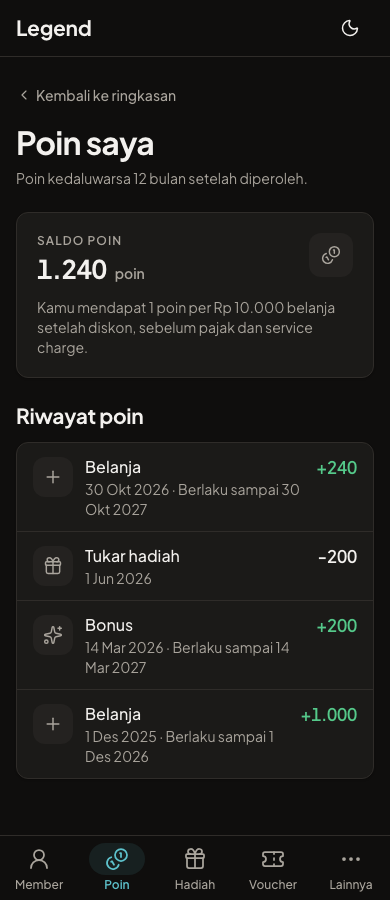 Legend
Kembali ke ringkasan
Poin saya
Poin kedaluwarsa 12 bulan setelah diperoleh.
SALDO POIN
1.240 poin
Kamu mendapat 1 poin per Rp 10.000 belanja
setelah diskon, sebelum pajak dan service
charge.
Riwayat poin
Belanja +240
30 Okt 2026 · Berlaku sampai 30
Okt 2027
Tukar hadiah -200
1 Jun 2026
Bonus +200
14 Mar 2026 · Berlaku sampai 14
Mar 2027
Belanja +1.000
1 Des 2025 · Berlaku sampai 1
Des 2026
Member Poin Hadiah Voucher Lainnya